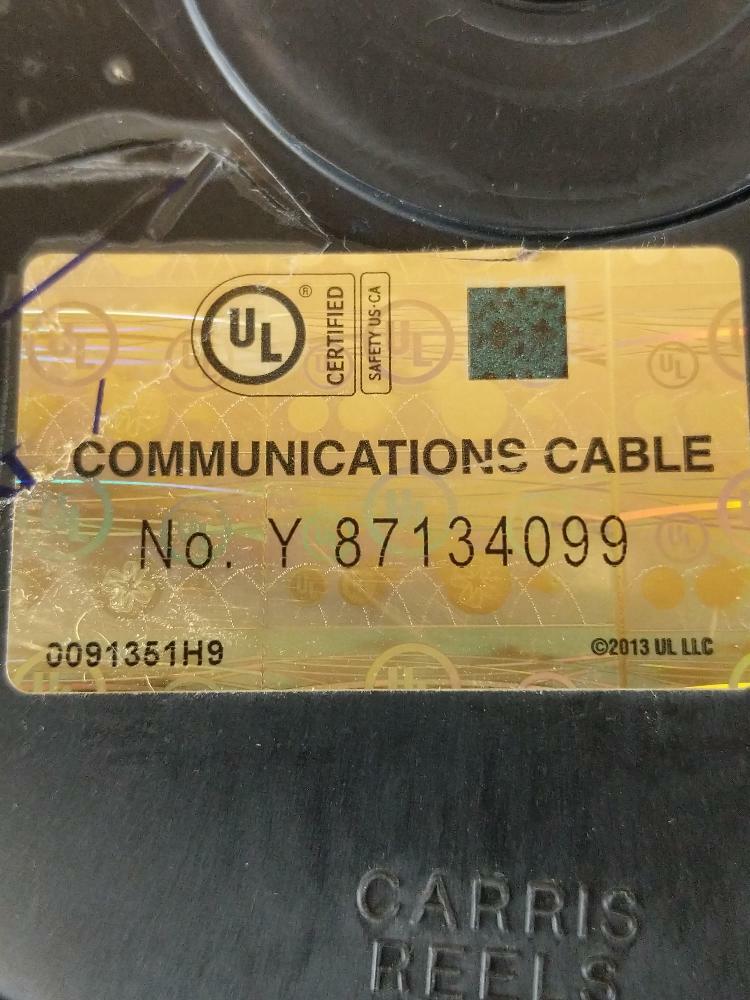 UL ® CERTIFIED SAFETY US-CA
COMMUNICATIONS CABLE
No. Y 87134099
0091351H9 ©2013 UL LLC
CARRIS
REELS